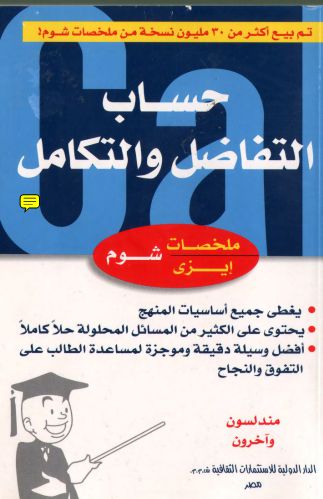 تم بيع أكثر من ٣٠ مليون نسخة من ملخصات شوم!
Cal
حساب
التفاضل والتكامل
ملخصات
إيزى
شوم
• يغطى جميع أساسيات المنهج
• يحتوى على الكثير من المسائل المحلولة حلاً كاملاً
• أفضل وسيلة دقيقة وموجزة لمساعدة الطالب على
التفوق والنجاح
مندلسون
وآخرون
الدار الدولية للاستثمارات الثقافية ش.م.م.
مصر